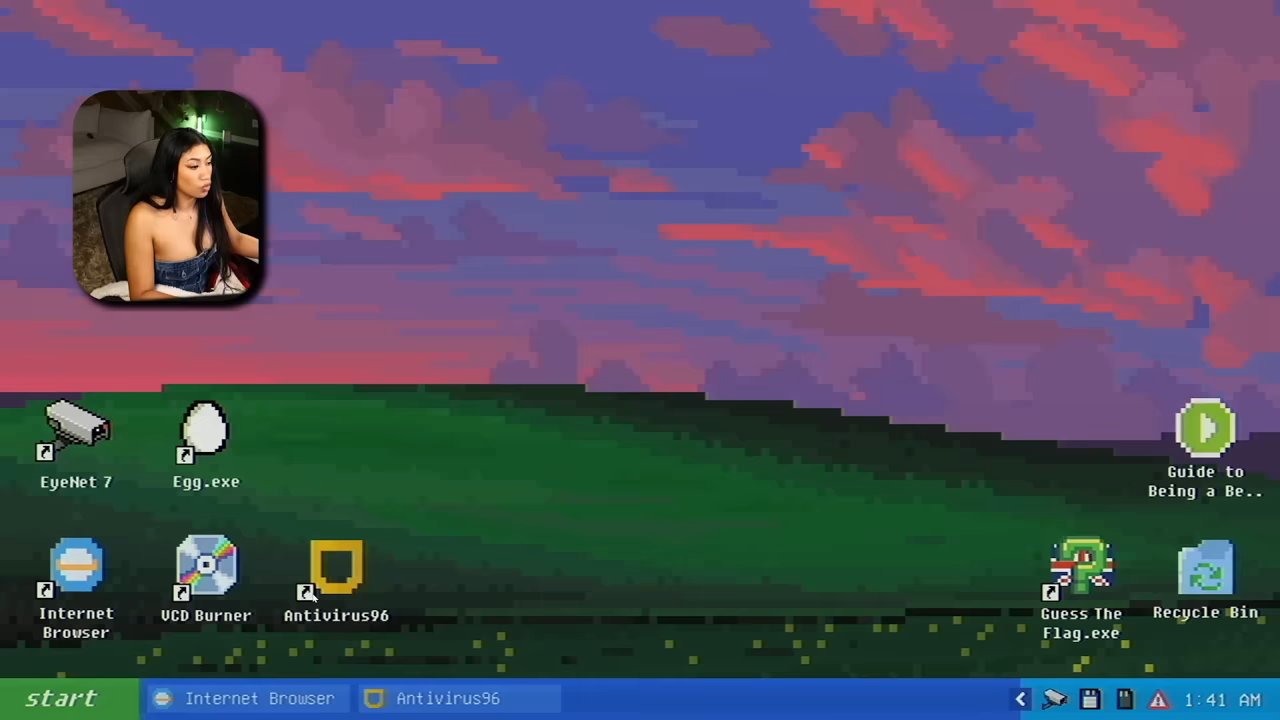 EyeNet 7
Egg.exe
Guide to
Being a Be..
Internet
Browser
VCD Burner
Antivirus96
Guess The
Flag.exe
Recycle Bin
start
Internet Browser
Antivirus96
1:41 AM